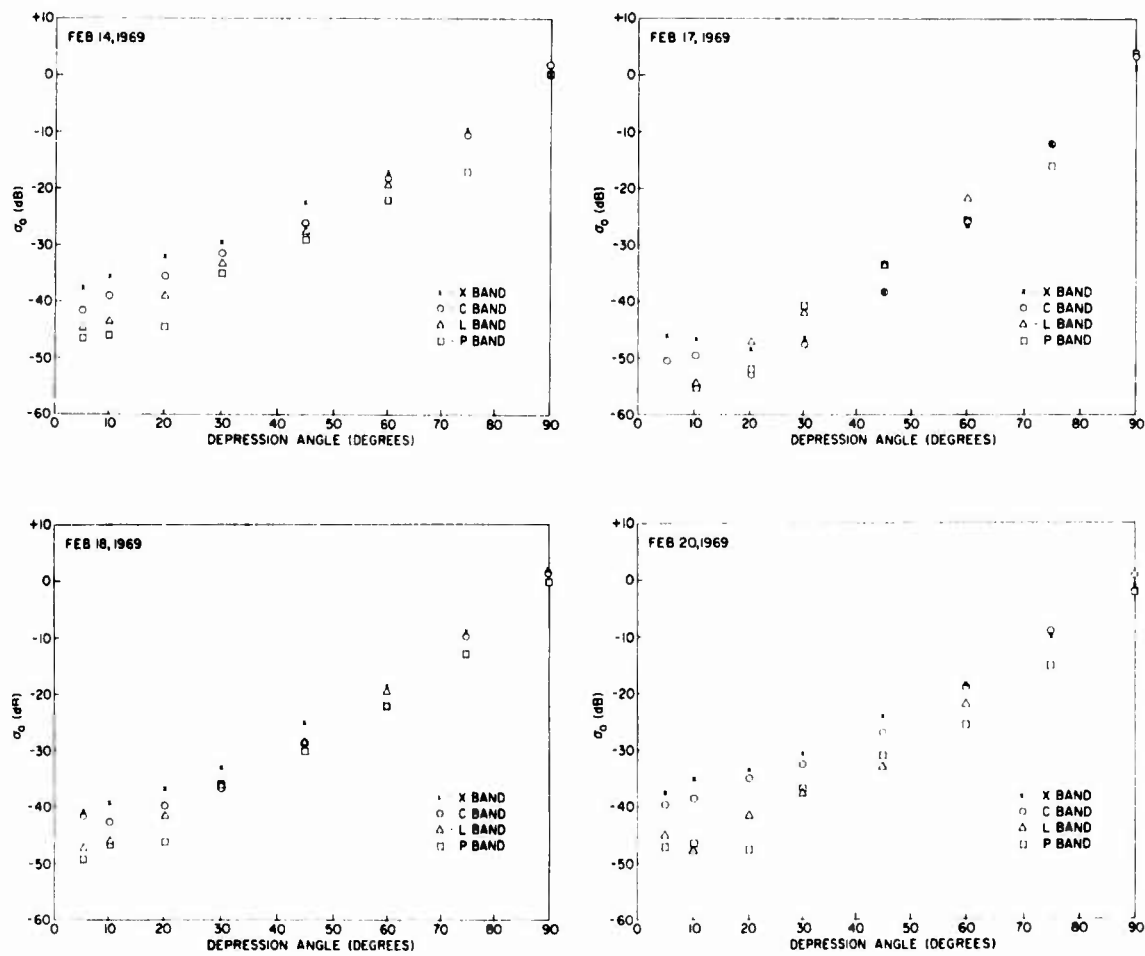 FEB 14, 1969
+10
0
-10
-20
-30
-40
-50
-60
σ₀ (dB)
X BAND
C BAND
L BAND
P BAND
0 10 20 30 40 50 60 70 80 90
DEPRESSION ANGLE (DEGREES)
FEB 17, 1969
+10
0
-10
-20
-30
-40
-50
-60
σ₀ (dB)
X BAND
C BAND
L BAND
P BAND
0 10 20 30 40 50 60 70 80 90
DEPRESSION ANGLE (DEGREES)
FEB 18, 1969
+10
0
-10
-20
-30
-40
-50
-60
σ₀ (dB)
X BAND
C BAND
L BAND
P BAND
0 10 20 30 40 50 60 70 80 90
DEPRESSION ANGLE (DEGREES)
FEB 20, 1969
+10
0
-10
-20
-30
-40
-50
-60
σ₀ (dB)
X BAND
C BAND
L BAND
P BAND
0 10 20 30 40 50 60 70 80 90
DEPRESSION ANGLE (DEGREES)